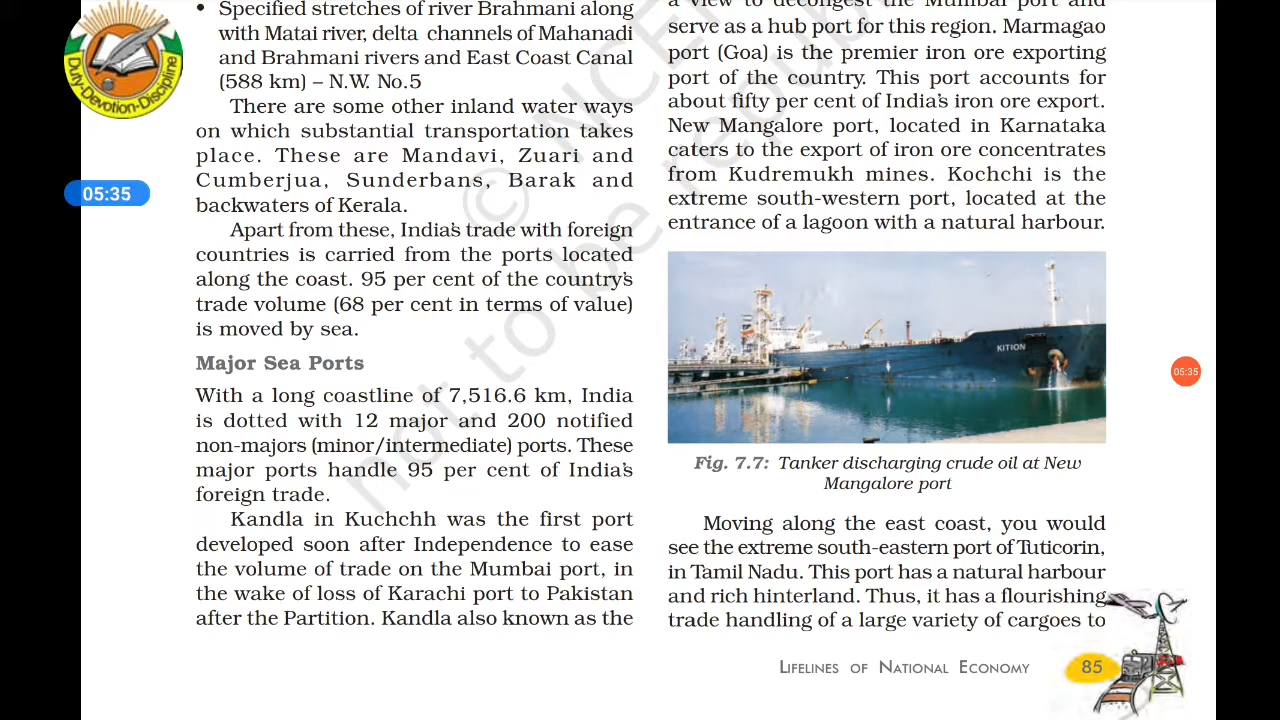 • Specified stretches of river Brahmani along
with Matai river, delta channels of Mahanadi
and Brahmani rivers and East Coast Canal
(588 km) – N.W. No.5
There are some other inland water ways
on which substantial transportation takes
place. These are Mandavi, Zuari and
Cumberjua, Sunderbans, Barak and
backwaters of Kerala.
Apart from these, India's trade with foreign
countries is carried from the ports located
along the coast. 95 per cent of the country's
trade volume (68 per cent in terms of value)
is moved by sea.
Major Sea Ports
With a long coastline of 7,516.6 km, India
is dotted with 12 major and 200 notified
non-majors (minor/intermediate) ports. These
major ports handle 95 per cent of India's
foreign trade.
Kandla in Kuchchh was the first port
developed soon after Independence to ease
the volume of trade on the Mumbai port, in
the wake of loss of Karachi port to Pakistan
after the Partition. Kandla also known as the
a view to decongest the Mumbai port and
serve as a hub port for this region. Marmagao
port (Goa) is the premier iron ore exporting
port of the country. This port accounts for
about fifty per cent of India's iron ore export.
New Mangalore port, located in Karnataka
caters to the export of iron ore concentrates
from Kudremukh mines. Kochchi is the
extreme south-western port, located at the
entrance of a lagoon with a natural harbour.
KITION
Fig. 7.7: Tanker discharging crude oil at New
Mangalore port
Moving along the east coast, you would
see the extreme south-eastern port of Tuticorin,
in Tamil Nadu. This port has a natural harbour
and rich hinterland. Thus, it has a flourishing
trade handling of a large variety of cargoes to
LIFELINES OF NATIONAL ECONOMY 85
Duty-Devotion-Discipline
05:35
05:35
© NCE
not to be repu